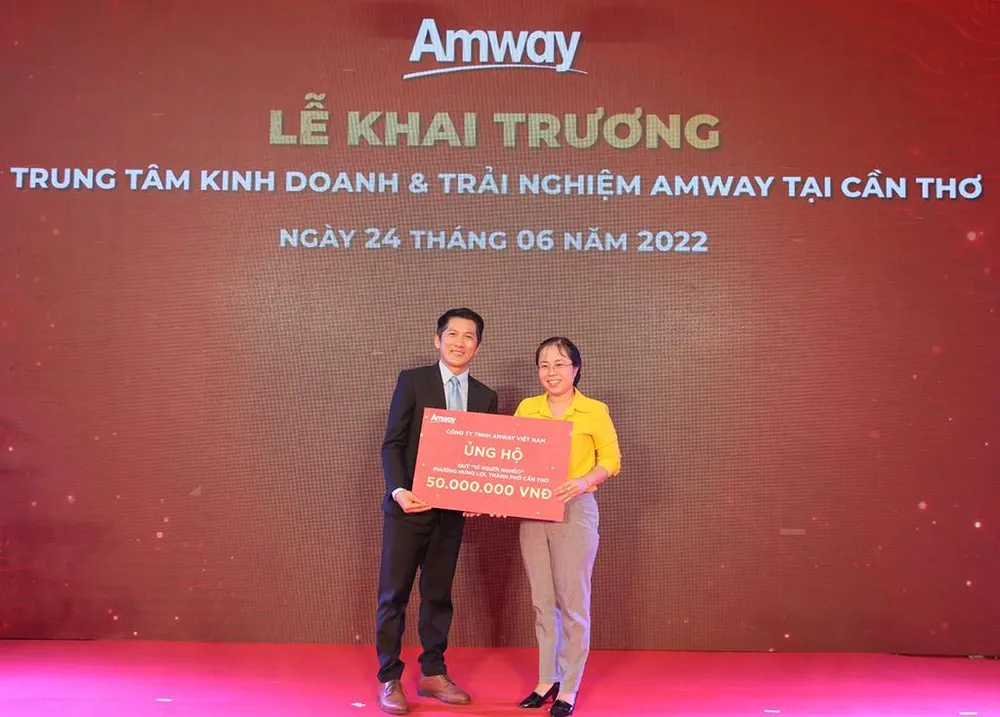 Amway
LỄ KHAI TRƯƠNG
TRUNG TÂM KINH DOANH & TRẢI NGHIỆM AMWAY TẠI CẦN THƠ
NGÀY 24 THÁNG 06 NĂM 2022
Amway
CÔNG TY TNHH AMWAY VIỆT NAM
ỦNG HỘ
QUỸ "VÌ NGƯỜI NGHÈO"
PHƯỜNG HƯNG LỢI, THÀNH PHỐ CẦN THƠ
50.000.000 VNĐ